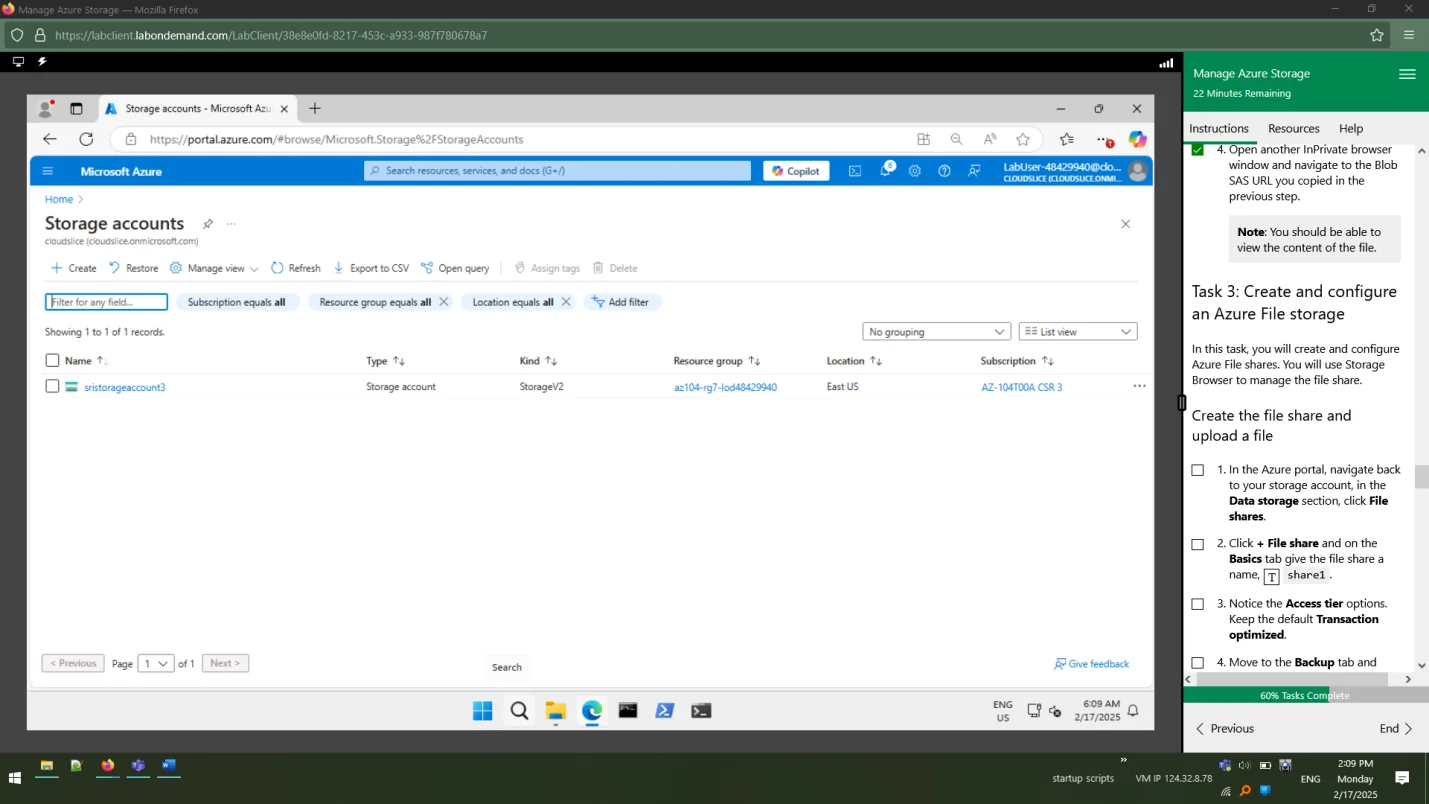 Manage Azure Storage — Mozilla Firefox
https://labclient.labondemand.com/LabClient/38e8e0fd-8217-453c-a933-987f780678a7
Storage accounts - Microsoft Azu
https://portal.azure.com/#browse/Microsoft.Storage%2FStorageAccounts
Microsoft Azure
Search resources, services, and docs (G+/)
Copilot
6
LabUser-48429940@clo...
CLOUDSLICE (CLOUDSLICE.ONMI...
Home >
Storage accounts
...
cloudslice (cloudslice.onmicrosoft.com)
Create
Restore
Manage view
Refresh
Export to CSV
Open query
Assign tags
Delete
Filter for any field...
Subscription equals all
Resource group equals all
Location equals all
Add filter
Showing 1 to 1 of 1 records.
No grouping
List view
Name
Type
Kind
Resource group
Location
Subscription
sristorageaccount3
Storage account
StorageV2
az104-rg7-lod48429940
East US
AZ-104T00A CSR 3
...
< Previous
Page
1
of 1
Next >
Search
Give feedback
ENG
US
6:09 AM
2/17/2025
Manage Azure Storage
22 Minutes Remaining
Instructions
Resources
Help
4. Open another InPrivate browser
window and navigate to the Blob
SAS URL you copied in the
previous step.
Note: You should be able to
view the content of the file.
Task 3: Create and configure
an Azure File storage
In this task, you will create and configure
Azure File shares. You will use Storage
Browser to manage the file share.
Create the file share and
upload a file
1. In the Azure portal, navigate back
to your storage account, in the
Data storage section, click File
shares.
2. Click + File share and on the
Basics tab give the file share a
name, T share1 .
3. Notice the Access tier options.
Keep the default Transaction
optimized.
4. Move to the Backup tab and
60% Tasks Complete
Previous
End
startup scripts
»
VM IP 124.32.8.78
ENG
2:09 PM
Monday
2/17/2025